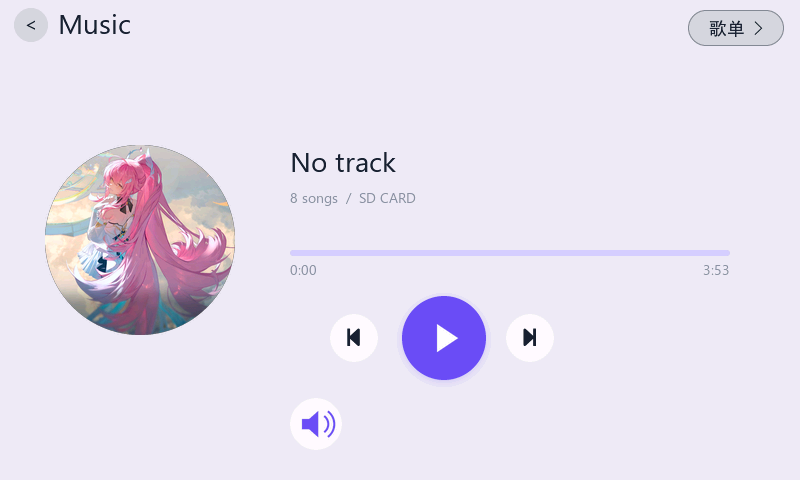 < Music
歌单 >
No track
8 songs / SD CARD
0:00 3:53